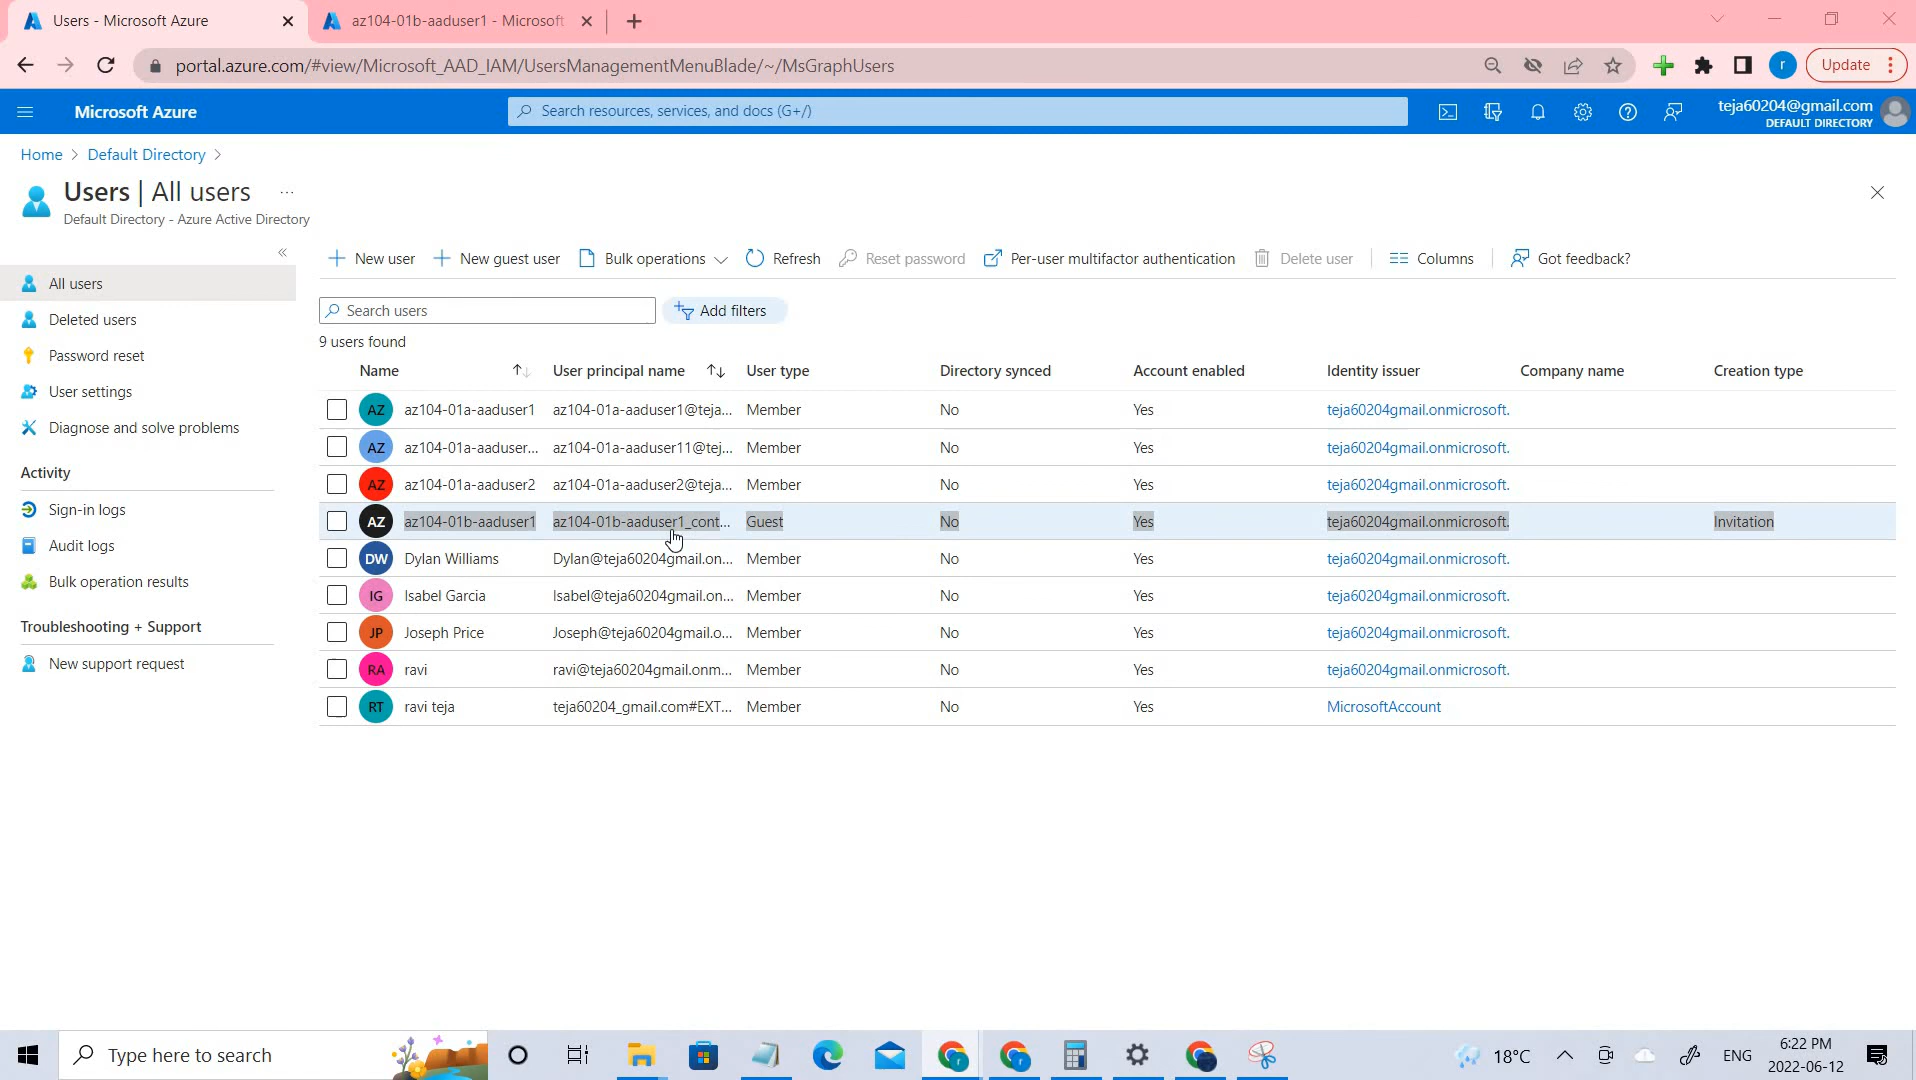 Users - Microsoft Azure
az104-01b-aaduser1 - Microsoft
portal.azure.com/#view/Microsoft_AAD_IAM/UsersManagementMenuBlade/~/MsGraphUsers
r
Update
Microsoft Azure
Search resources, services, and docs (G+/)
teja60204@gmail.com
DEFAULT DIRECTORY
Home > Default Directory >
Users | All users ...
Default Directory - Azure Active Directory
New user
New guest user
Bulk operations
Refresh
Reset password
Per-user multifactor authentication
Delete user
Columns
Got feedback?
All users
Deleted users
Password reset
User settings
Diagnose and solve problems
Activity
Sign-in logs
Audit logs
Bulk operation results
Troubleshooting + Support
New support request
Search users
Add filters
9 users found
Name User principal name User type Directory synced Account enabled Identity issuer Company name Creation type
AZ az104-01a-aaduser1 az104-01a-aaduser1@teja... Member No Yes teja60204gmail.onmicrosoft.
AZ az104-01a-aaduser... az104-01a-aaduser11@tej... Member No Yes teja60204gmail.onmicrosoft.
AZ az104-01a-aaduser2 az104-01a-aaduser2@teja... Member No Yes teja60204gmail.onmicrosoft.
AZ az104-01b-aaduser1 az104-01b-aaduser1_cont... Guest No Yes teja60204gmail.onmicrosoft. Invitation
DW Dylan Williams Dylan@teja60204gmail.on... Member No Yes teja60204gmail.onmicrosoft.
IG Isabel Garcia Isabel@teja60204gmail.on... Member No Yes teja60204gmail.onmicrosoft.
JP Joseph Price Joseph@teja60204gmail.o... Member No Yes teja60204gmail.onmicrosoft.
RA ravi ravi@teja60204gmail.onm... Member No Yes teja60204gmail.onmicrosoft.
RT ravi teja teja60204_gmail.com#EXT... Member No Yes MicrosoftAccount
Type here to search
18°C
ENG
6:22 PM
2022-06-12